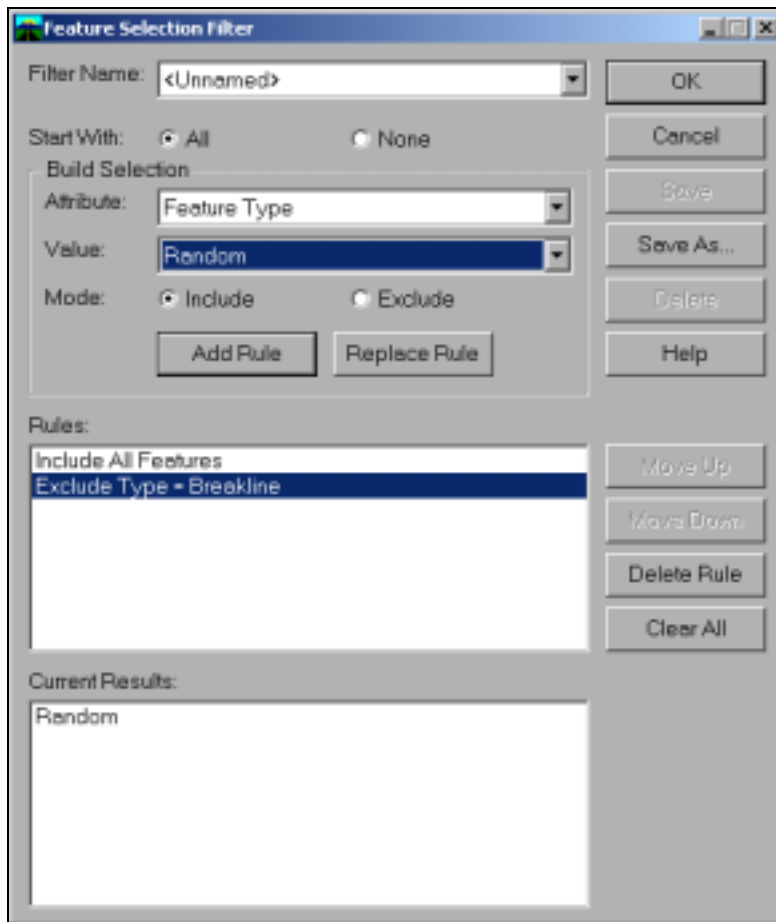 Feature Selection Filter
Filter Name: <Unnamed>
OK
Start With: All None
Cancel
Build Selection
Save
Attribute: Feature Type
Value: Random
Save As...
Mode: Include Exclude
Delete
Add Rule Replace Rule
Help
Rules:
Include All Features
Exclude Type = Breakline
Move Up
Move Down
Delete Rule
Clear All
Current Results:
Random